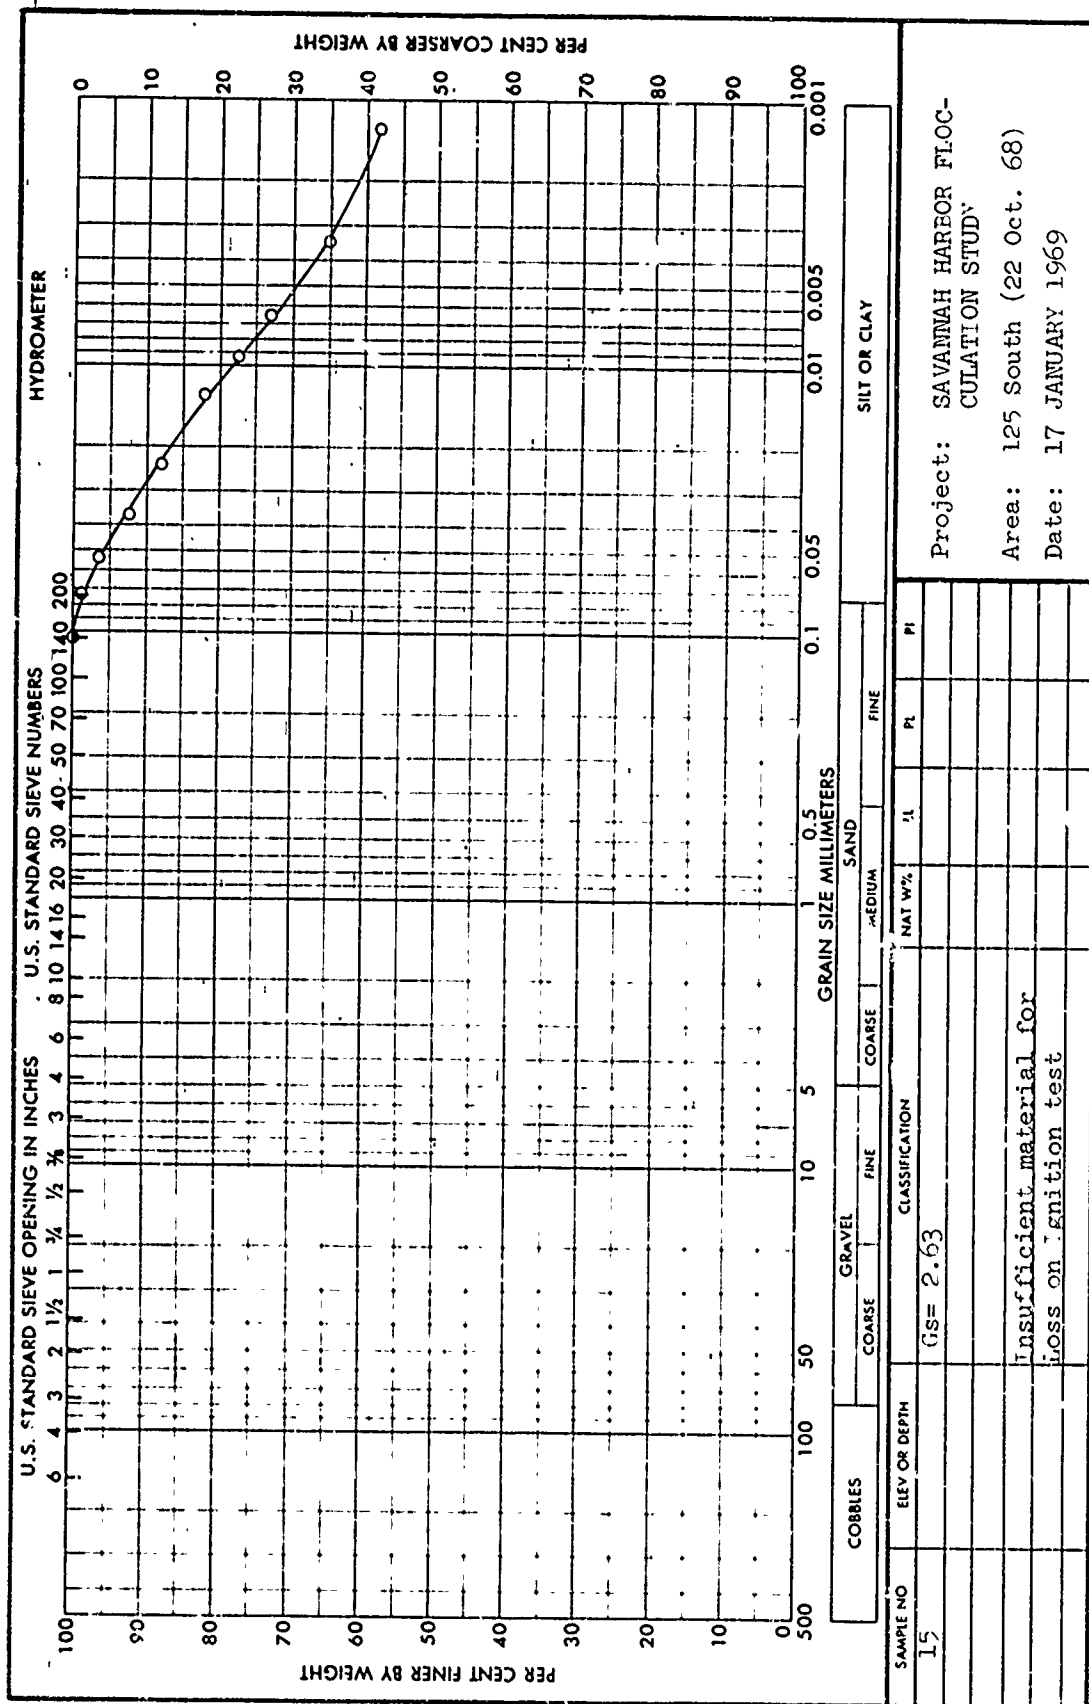 U.S. STANDARD SIEVE OPENING IN INCHES
U.S. STANDARD SIEVE NUMBERS
HYDROMETER
6 4 3 2 1½ 1 ¾ ½ ⅜ 3 4 6 8 10 14 16 20 30 40 50 70 100 140 200
PER CENT FINER BY WEIGHT
100
90
80
70
60
50
40
30
20
10
0
PER CENT COARSER BY WEIGHT
0
10
20
30
40
50
60
70
80
90
100
500 100 50 10 5 1 0.5 0.1 0.05 0.01 0.005 0.001
GRAIN SIZE MILLIMETERS
COBBLES
GRAVEL
COARSE FINE
SAND
COARSE MEDIUM FINE
SILT OR CLAY
SAMPLE NO ELEV OR DEPTH CLASSIFICATION NAT W% PL PI
15 Gs= 2.63
Insufficient material for
Loss on Ignition test
Project: SAVANNAH HARBOR FLOC-
CULATION STUDY
Area: 125 South (22 Oct. 68)
Date: 17 JANUARY 1969